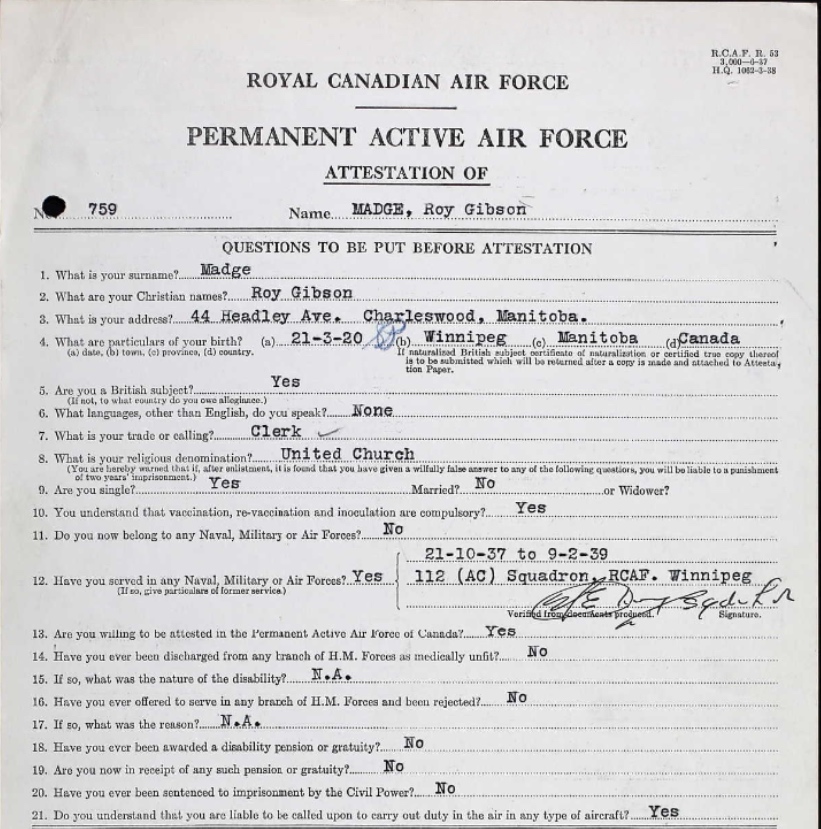 R.C.A.F. R. 53
3,000—6-37
H.Q. 1062-3-38
ROYAL CANADIAN AIR FORCE
PERMANENT ACTIVE AIR FORCE
ATTESTATION OF
No. 759 Name MADGE, Roy Gibson
QUESTIONS TO BE PUT BEFORE ATTESTATION
1. What is your surname? Madge
2. What are your Christian names? Roy Gibson
3. What is your address? 44 Headley Ave. Charleswood, Manitoba.
4. What are particulars of your birth? (a) 21-3-20 (b) Winnipeg (c) Manitoba (d) Canada
(a) date, (b) town, (c) province, (d) country. If naturalized British subject certificate of naturalization or certified true copy thereof
is to be submitted which will be returned after a copy is made and attached to Attesta-
tion Paper.
5. Are you a British subject? Yes
(If not, to what country do you owe allegiance.)
6. What languages, other than English, do you speak? None
7. What is your trade or calling? Clerk
8. What is your religious denomination? United Church
(You are hereby warned that if, after enlistment, it is found that you have given a wilfully false answer to any of the following questions, you will be liable to a punishment
of two years' imprisonment.)
9. Are you single? Yes Married? No or Widower?
10. You understand that vaccination, re-vaccination and inoculation are compulsory? Yes
11. Do you now belong to any Naval, Military or Air Forces? No
21-10-37 to 9-2-39
12. Have you served in any Naval, Military or Air Forces? Yes 112 (AC) Squadron, RCAF. Winnipeg
(If so, give particulars of former service.)
Verified from documents produced. Signature.
13. Are you willing to be attested in the Permanent Active Air Force of Canada? Yes
14. Have you ever been discharged from any branch of H.M. Forces as medically unfit? No
15. If so, what was the nature of the disability? N.A.
16. Have you ever offered to serve in any branch of H.M. Forces and been rejected? No
17. If so, what was the reason? N.A.
18. Have you ever been awarded a disability pension or gratuity? No
19. Are you now in receipt of any such pension or gratuity? No
20. Have you ever been sentenced to imprisonment by the Civil Power? No
21. Do you understand that you are liable to be called upon to carry out duty in the air in any type of aircraft? Yes